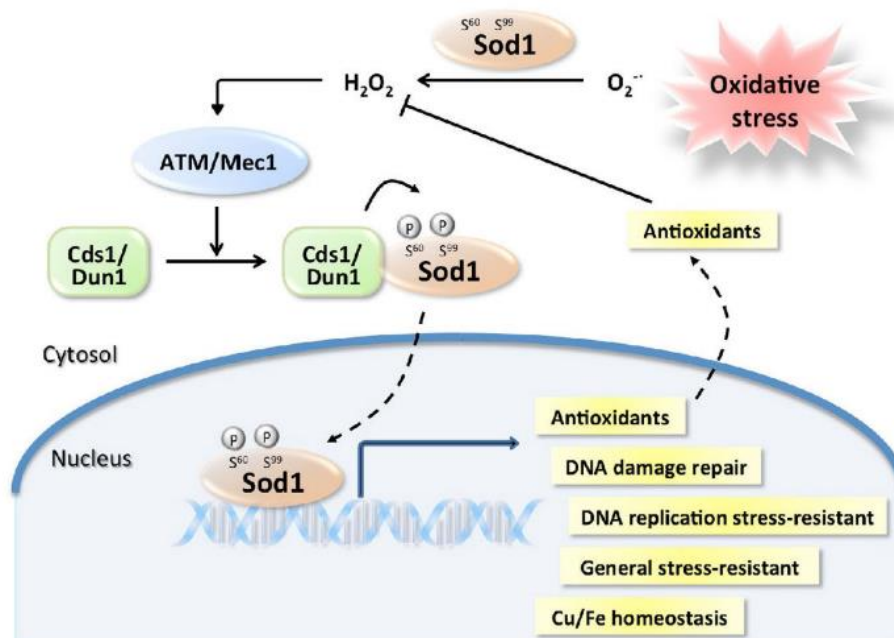 S60 S99
Sod1
H2O2
O2−·
Oxidative
stress
ATM/Mec1
Cds1/
Dun1
Cds1/
Dun1
P P
S60 S99
Sod1
Antioxidants
Cytosol
Nucleus
P P
S60 S99
Sod1
Antioxidants
DNA damage repair
DNA replication stress-resistant
General stress-resistant
Cu/Fe homeostasis